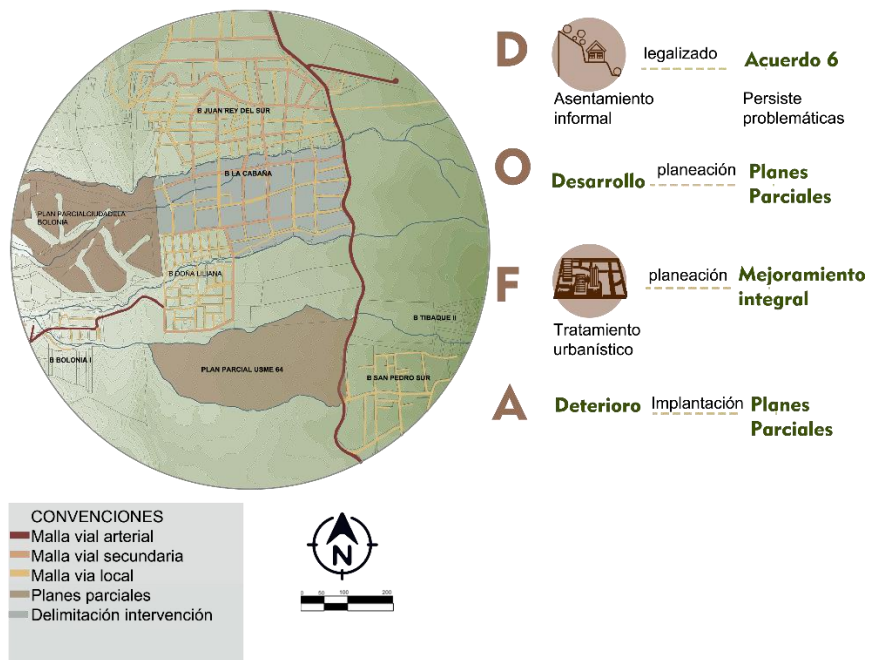 B JUAN REY DEL SUR
B LA CABAÑA
PLAN PARCIALCIUDADELA
BOLONIA
B DOÑA LILIANA
B TIBAQUE II
B BOLONIA I
PLAN PARCIAL USME 64
B SAN PEDRO SUR
D
legalizado
Acuerdo 6
Asentamiento
informal
Persiste
problemáticas
O
Desarrollo
planeación
Planes
Parciales
F
planeación
Mejoramiento
integral
Tratamiento
urbanístico
A
Deterioro
Implantación
Planes
Parciales
CONVENCIONES
Malla vial arterial
Malla vial secundaria
Malla via local
Planes parciales
Delimitación intervención
N
0 50 100 200